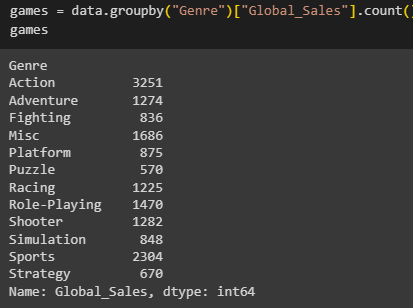 games = data.groupby("Genre")["Global_Sales"].count()
games
Genre
Action 3251
Adventure 1274
Fighting 836
Misc 1686
Platform 875
Puzzle 570
Racing 1225
Role-Playing 1470
Shooter 1282
Simulation 848
Sports 2304
Strategy 670
Name: Global_Sales, dtype: int64